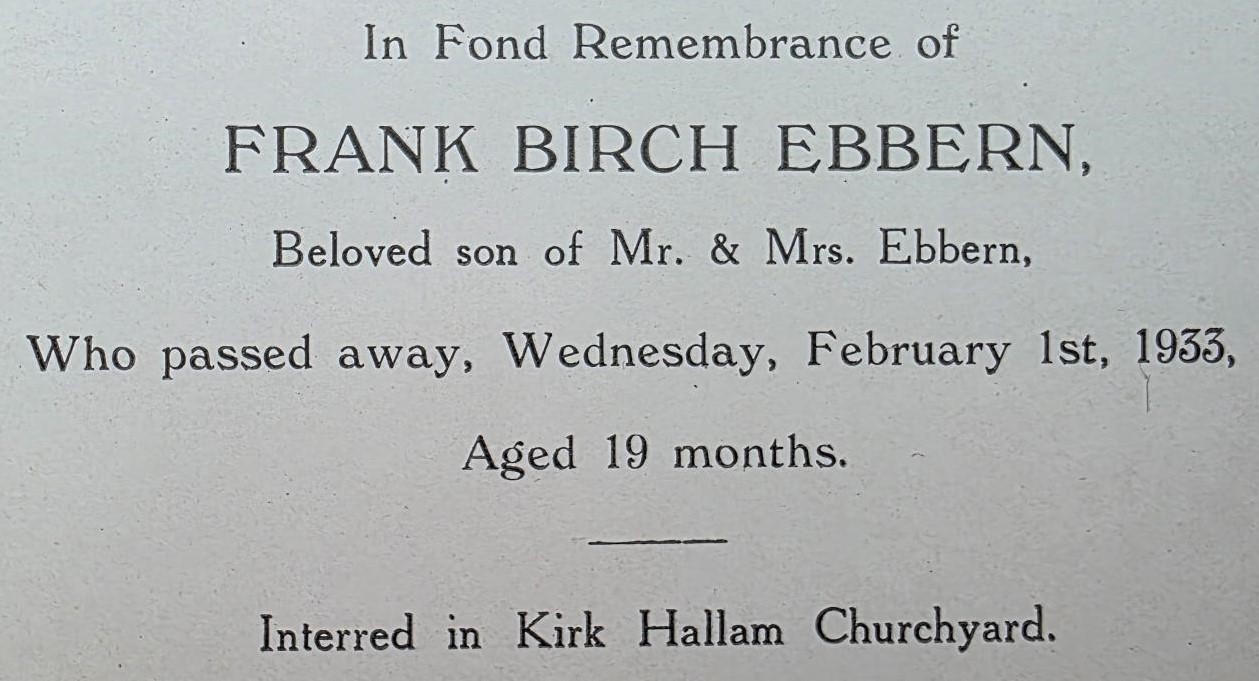 In Fond Remembrance of
FRANK BIRCH EBBERN,
Beloved son of Mr. & Mrs. Ebbern,
Who passed away, Wednesday, February 1st, 1933,
Aged 19 months.
Interred in Kirk Hallam Churchyard.